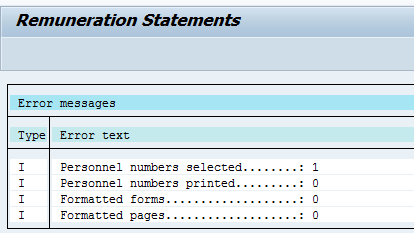 Remuneration Statements
Error messages
Type Error text
I Personnel numbers selected........: 1
I Personnel numbers printed.........: 0
I Formatted forms...................: 0
I Formatted pages...................: 0